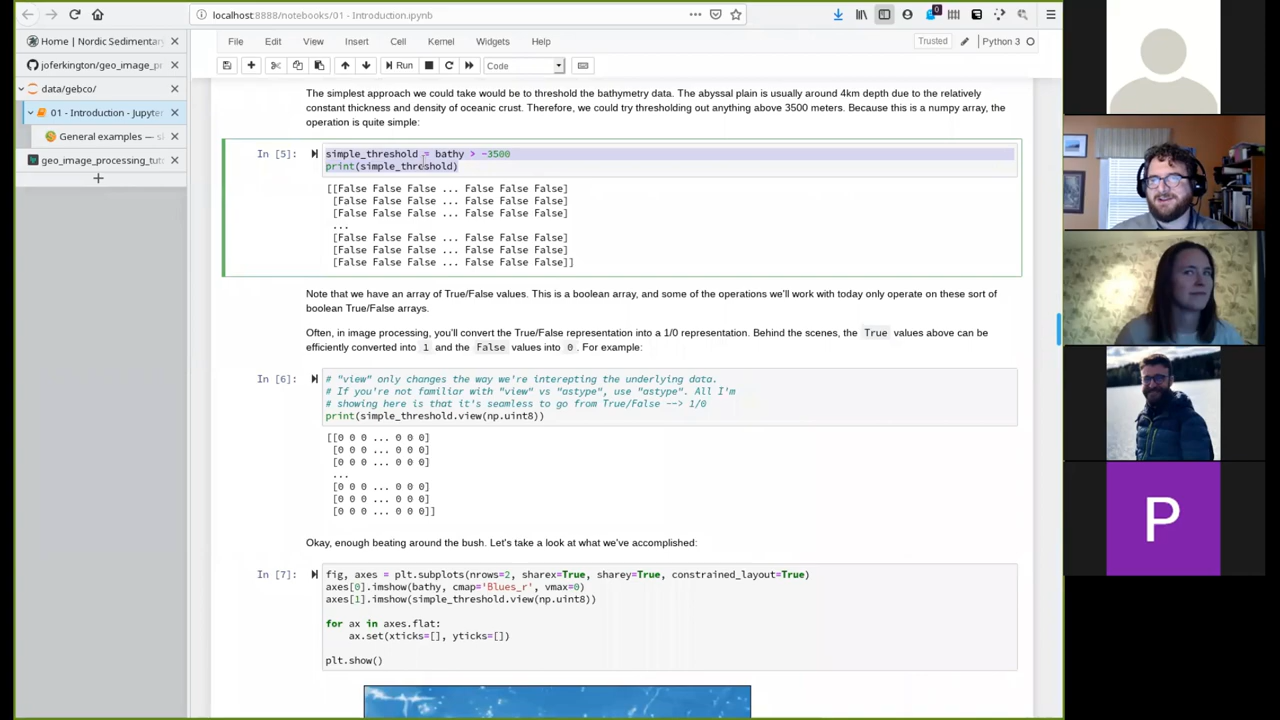 localhost:8888/notebooks/01 - Introduction.ipynb
0
Home | Nordic Sedimentar
joferkington/geo_image_pr
data/gebco/
01 - Introduction - Jupyter
General examples — s
geo_image_processing_tut
File Edit View Insert Cell Kernel Widgets Help
Trusted
Python 3
Run
Code
The simplest approach we could take would be to threshold the bathymetry data. The abyssal plain is usually around 4km depth due to the relatively
constant thickness and density of oceanic crust. Therefore, we could try thresholding out anything above 3500 meters. Because this is a numpy array, the
operation is quite simple:
In [5]:
simple_threshold = bathy > -3500
print(simple_threshold)
[[False False False ... False False False]
[False False False ... False False False]
[False False False ... False False False]
...
[False False False ... False False False]
[False False False ... False False False]
[False False False ... False False False]]
Note that we have an array of True/False values. This is a boolean array, and some of the operations we'll work with today only operate on these sort of
boolean True/False arrays.
Often, in image processing, you'll convert the True/False representation into a 1/0 representation. Behind the scenes, the True values above can be
efficiently converted into 1 and the False values into 0. For example:
In [6]:
# "view" only changes the way we're interepting the underlying data.
# If you're not familiar with "view" vs "astype", use "astype". All I'm
# showing here is that it's seamless to go from True/False --> 1/0
print(simple_threshold.view(np.uint8))
[[0 0 0 ... 0 0 0]
[0 0 0 ... 0 0 0]
[0 0 0 ... 0 0 0]
...
[0 0 0 ... 0 0 0]
[0 0 0 ... 0 0 0]
[0 0 0 ... 0 0 0]]
Okay, enough beating around the bush. Let's take a look at what we've accomplished:
In [7]:
fig, axes = plt.subplots(nrows=2, sharex=True, sharey=True, constrained_layout=True)
axes[0].imshow(bathy, cmap='Blues_r', vmax=0)
axes[1].imshow(simple_threshold.view(np.uint8))
for ax in axes.flat:
ax.set(xticks=[], yticks=[])
plt.show()
P